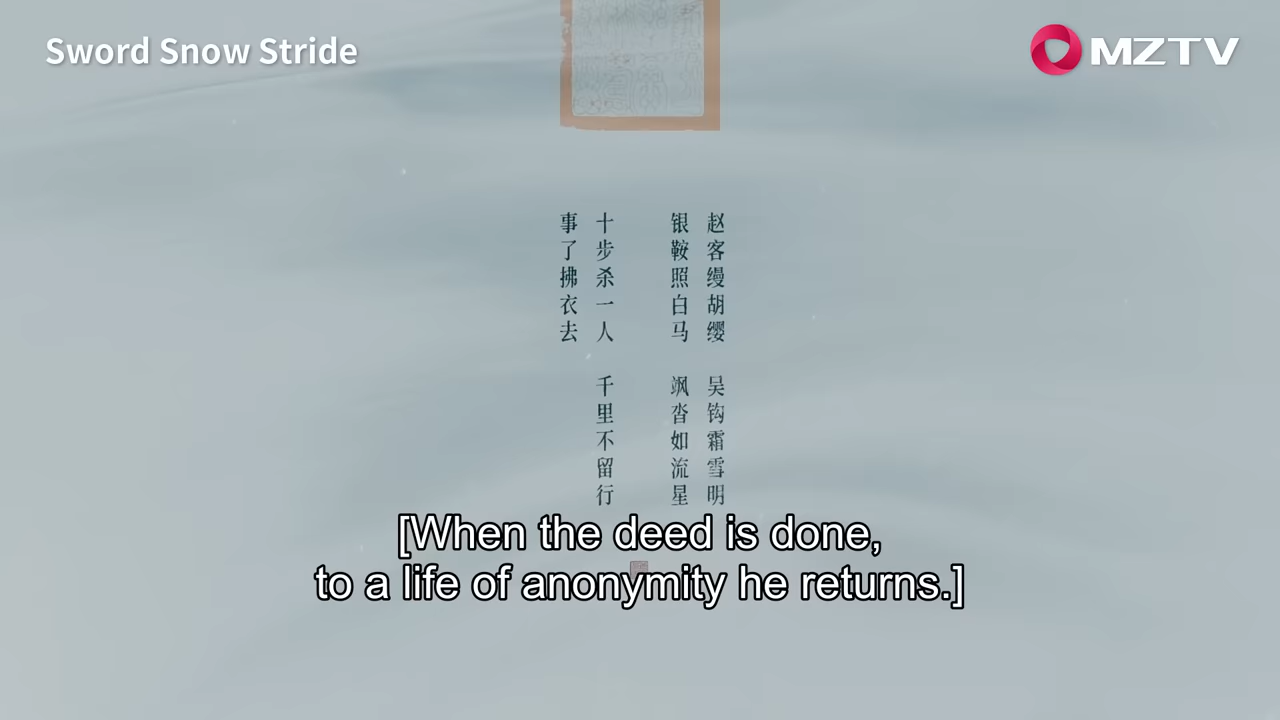 Sword Snow Stride
MZTV
赵客缦胡缨 吴钩霜雪明
银鞍照白马 飒沓如流星
十步杀一人 千里不留行
事了拂衣去
[When the deed is done,
to a life of anonymity he returns.]